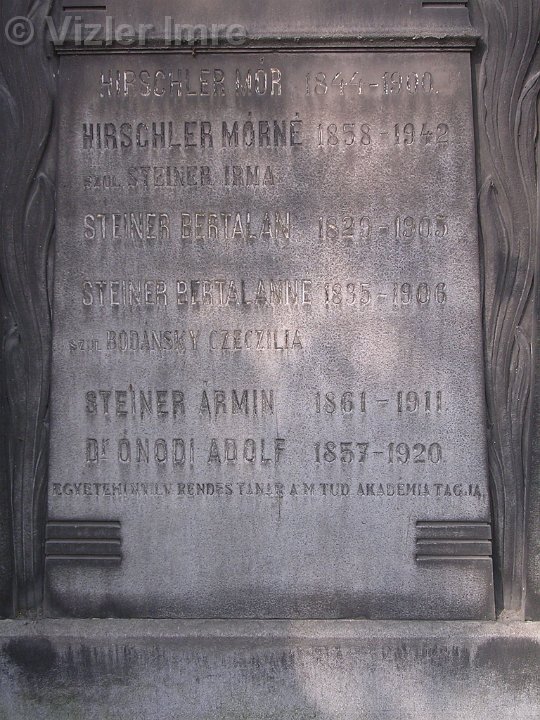 © Vizler Imre
HIRSCHLER MÓR 1844-1900.
HIRSCHLER MÓRNÉ 1858-1942
SZÜL. STEINER IRMA
STEINER BERTALAN 1829-1905
STEINER BERTALANNE 1835-1906
SZÜL. BODANSKY CZECZILIA
STEINER ÁRMIN 1861-1911.
DR ÓNODI ADOLF 1857-1920.
EGYETEMI NY. RENDES TANÁR A M. TUD AKADÉMIA TAGJA